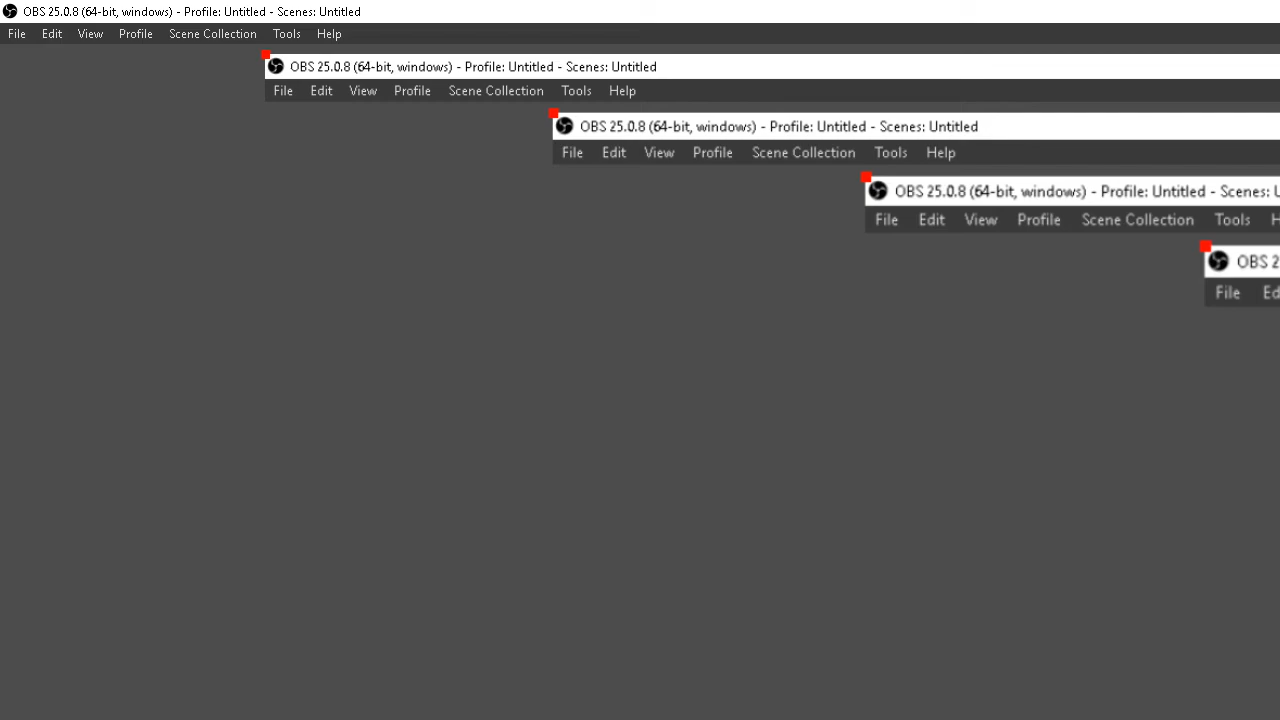 OBS 25.0.8 (64-bit, windows) - Profile: Untitled - Scenes: Untitled
File Edit View Profile Scene Collection Tools Help
OBS 25.0.8 (64-bit, windows) - Profile: Untitled - Scenes: Untitled
File Edit View Profile Scene Collection Tools Help
OBS 25.0.8 (64-bit, windows) - Profile: Untitled - Scenes: Untitled
File Edit View Profile Scene Collection Tools Help
OBS 25.0.8 (64-bit, windows) - Profile: Untitled - Scenes: U
File Edit View Profile Scene Collection Tools H
OBS 2
File Ed